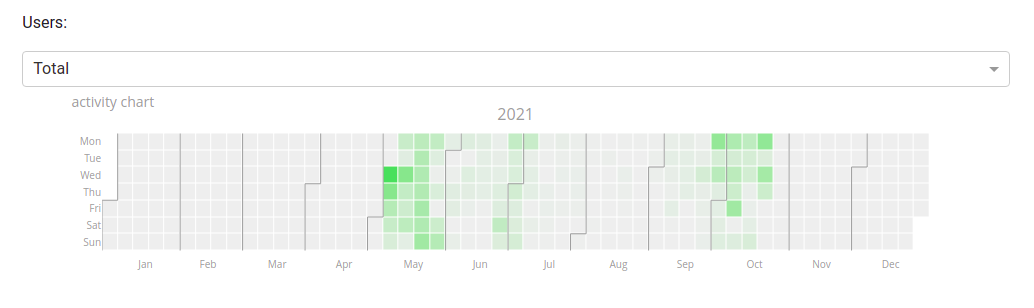 Users:
Total
activity chart
2021
Mon
Tue
Wed
Thu
Fri
Sat
Sun
Jan Feb Mar Apr May Jun Jul Aug Sep Oct Nov Dec